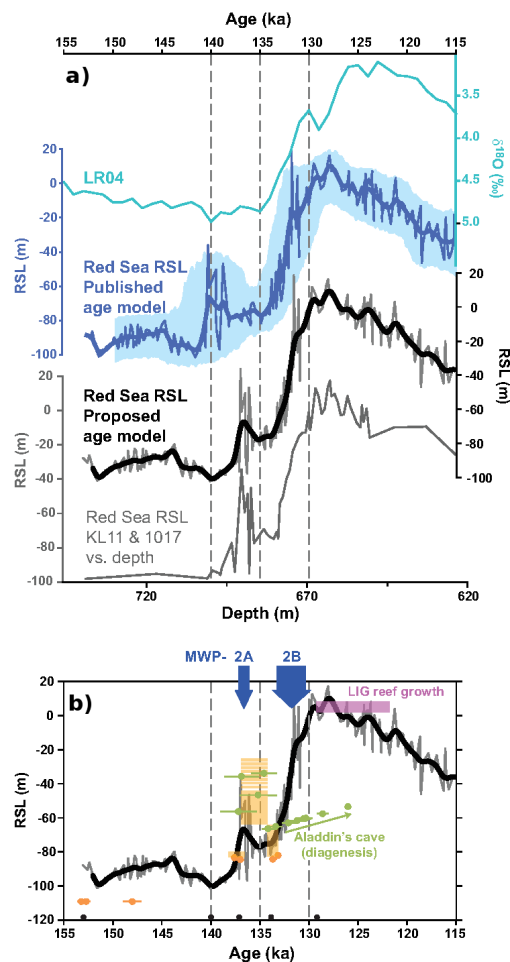 Age (ka)
155 150 145 140 135 130 125 120 115
a)
3.5
4.0
4.5
5.0
δ18O (‰)
LR04
20
0
-20
-40
-60
-80
-100
RSL (m)
Red Sea RSL
Published
age model
20
0
-20
-40
-60
-80
-100
RSL (m)
20
0
-20
-40
-60
-80
-100
RSL (m)
Red Sea RSL
Proposed
age model
Red Sea RSL
KL11 & 1017
vs. depth
720 670 620
Depth (m)
MWP- 2A 2B
b)
LIG reef growth
20
0
-20
-40
-60
-80
-100
-120
RSL (m)
Aladdin's cave
(diagenesis)
155 150 145 140 135 130 125 120 115
Age (ka)